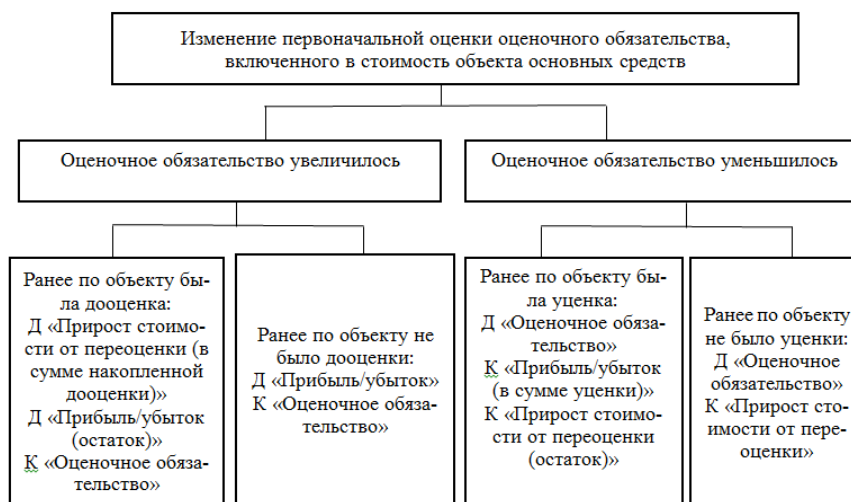 Изменение первоначальной оценки оценочного обязательства,
включенного в стоимость объекта основных средств
Оценочное обязательство увеличилось
Оценочное обязательство уменьшилось
Ранее по объекту бы-
ла дооценка:
Д «Прирост стоимо-
сти от переоценки (в
сумме накопленной
дооценки)»
Д «Прибыль/убыток
(остаток)»
К «Оценочное обяза-
тельство»
Ранее по объекту не
было дооценки:
Д «Прибыль/убыток»
К «Оценочное обяза-
тельство»
Ранее по объекту бы-
ла уценка:
Д «Оценочное обяза-
тельство»
К «Прибыль/убыток
(в сумме уценки)»
К «Прирост стоимо-
сти от переоценки
(остаток)»
Ранее по объекту
не было уценки:
Д «Оценочное
обязательство»
К «Прирост сто-
имости от пере-
оценки»